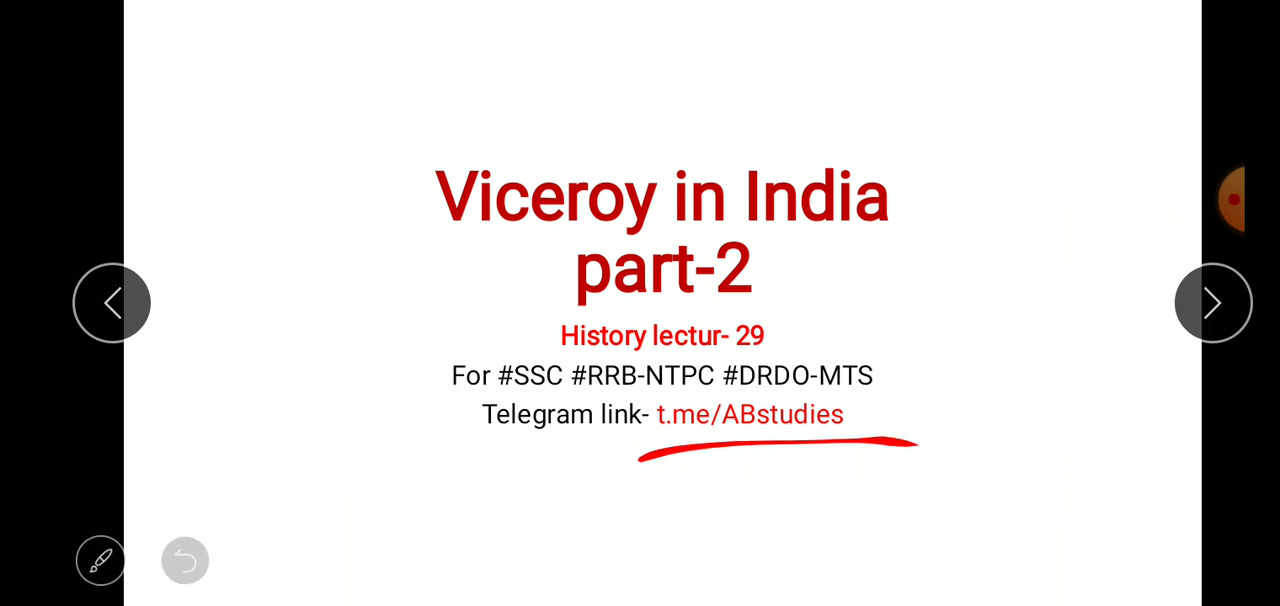 Viceroy in India
part-2
History lectur- 29
For #SSC #RRB-NTPC #DRDO-MTS
Telegram link- t.me/ABstudies